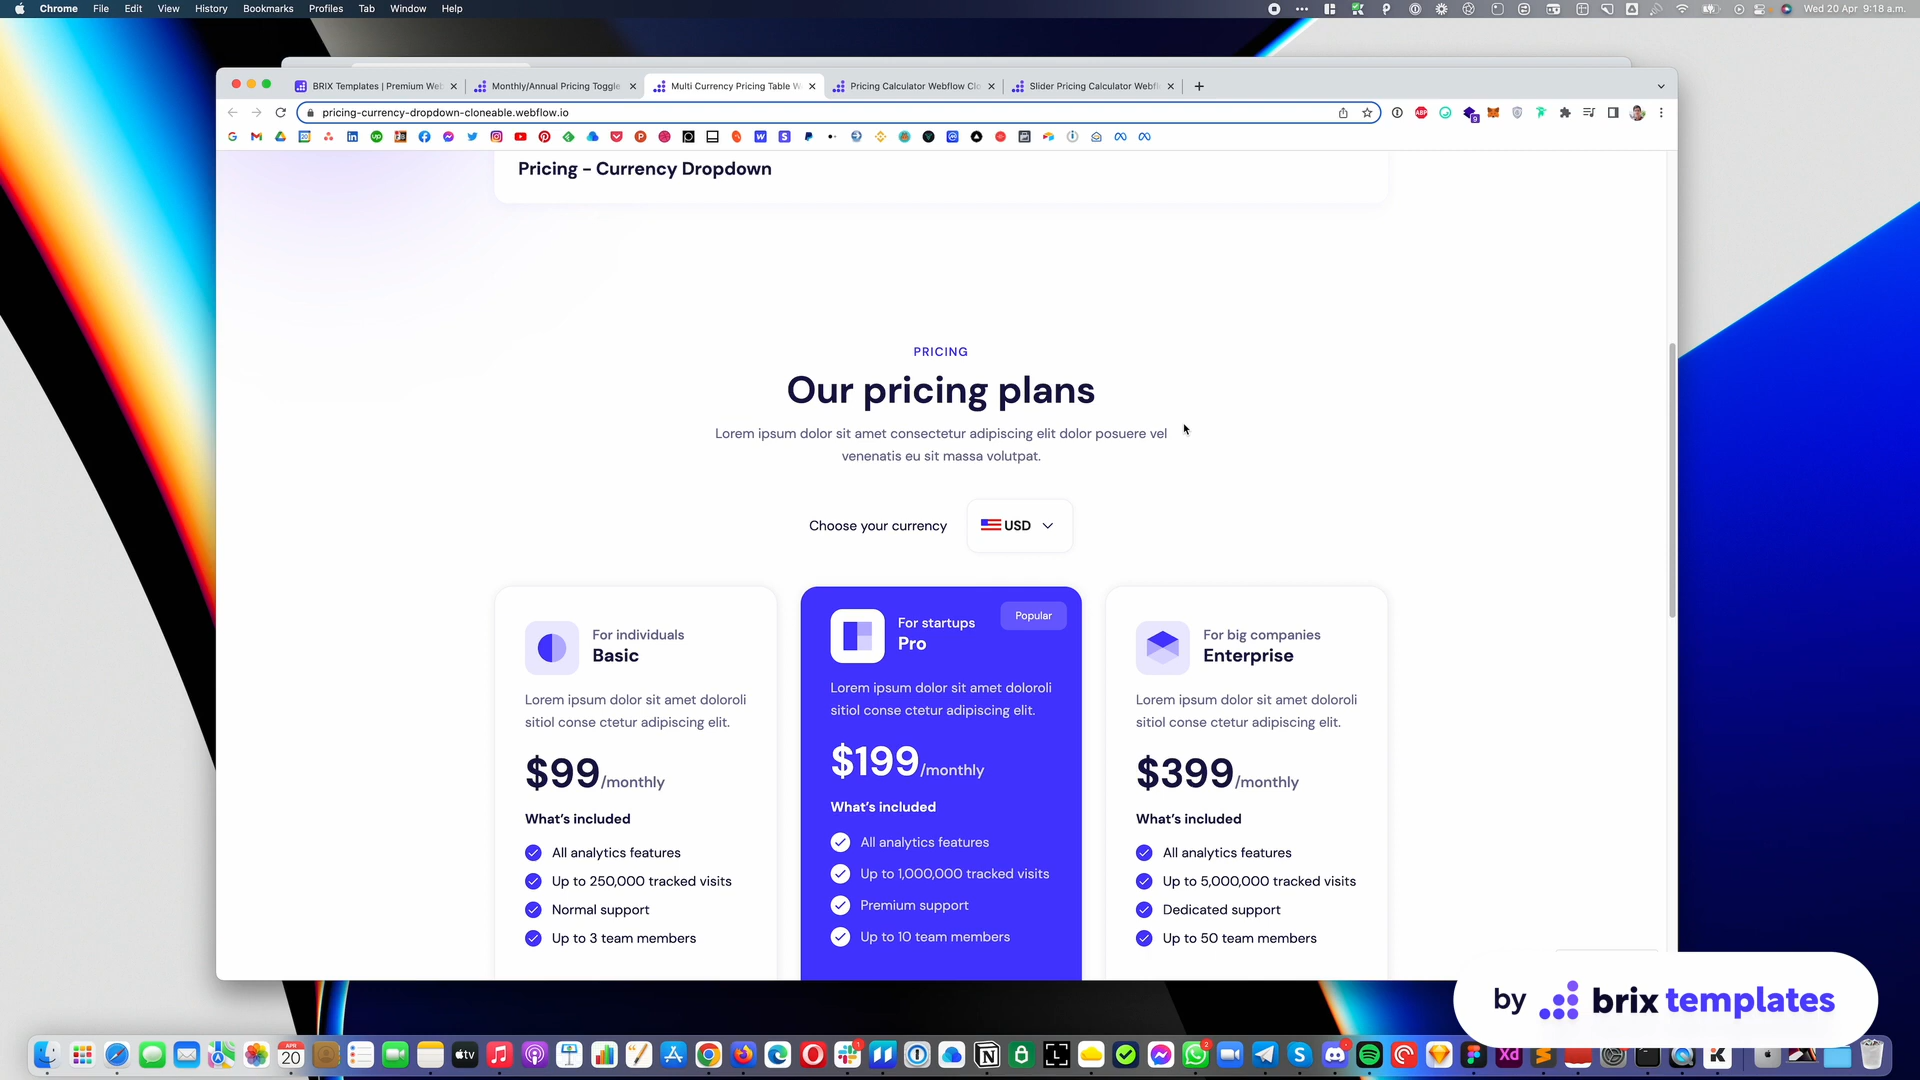 Chrome File Edit View History Bookmarks Profiles Tab Window Help
Wed 20 Apr 9:18 a.m.
BRIX Templates | Premium Web
Monthly/Annual Pricing Toggle
Multi Currency Pricing Table W
Pricing Calculator Webflow Clo
Slider Pricing Calculator Webfl
pricing-currency-dropdown-cloneable.webflow.io
Pricing - Currency Dropdown
PRICING
Our pricing plans
Lorem ipsum dolor sit amet consectetur adipiscing elit dolor posuere vel
venenatis eu sit massa volutpat.
Choose your currency
USD
For individuals
Basic
Lorem ipsum dolor sit amet doloroli
sitiol conse ctetur adipiscing elit.
$99/monthly
What's included
All analytics features
Up to 250,000 tracked visits
Normal support
Up to 3 team members
Popular
For startups
Pro
Lorem ipsum dolor sit amet doloroli
sitiol conse ctetur adipiscing elit.
$199/monthly
What's included
All analytics features
Up to 1,000,000 tracked visits
Premium support
Up to 10 team members
For big companies
Enterprise
Lorem ipsum dolor sit amet doloroli
sitiol conse ctetur adipiscing elit.
$399/monthly
What's included
All analytics features
Up to 5,000,000 tracked visits
Dedicated support
Up to 50 team members
by brix templates
APR
20
tv
Xd